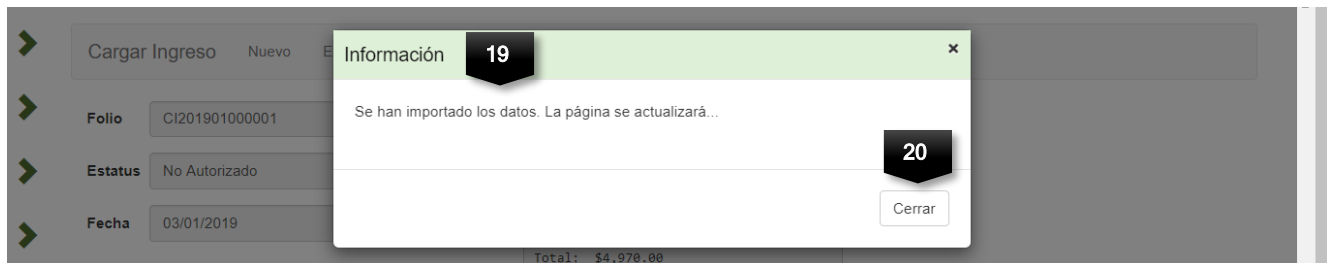 Cargar Ingreso Nuevo E
Información 19
×
Se han importado los datos. La página se actualizará...
20
Cerrar
Folio CI201901000001
Estatus No Autorizado
Fecha 03/01/2019
Total: $4,970.00